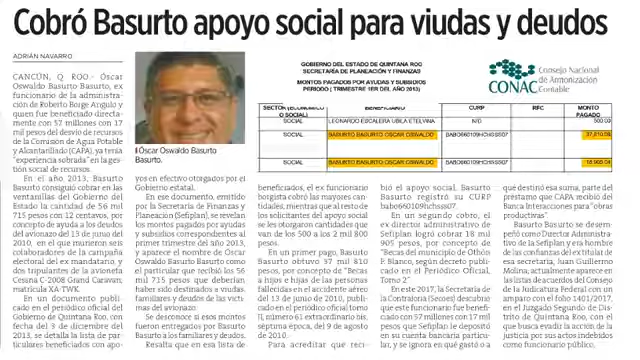 Cobró Basurto apoyo social para viudas y deudos
ADRIÁN NAVARRO
CANCÚN, Q ROO.- Óscar
Oswaldo Basurto Basurto, ex
funcionario de la administra-
ción de Roberto Borge Angulo y
quien fue beneficiado directa-
mente con 57 millones con 17
mil pesos del desvío de recursos
de la Comisión de Agua Potable
y Alcantarillado (CAPA), ya tenía
"experiencia sobrada" en la ges-
tión social de recursos.
En el año 2013, Basurto
Basurto consiguió cobrar en las
ventanillas del Gobierno del
Estado la cantidad de 56 mil
715 pesos con 12 centavos, por
concepto de ayuda a los deudos
del avionazo del 13 de junio del
2010, en el que murieron seis
colaboradores de la campaña
electoral del ex mandatario, y dos
tripulantes de la avioneta
Cessna C-2008 Grand Caravan,
matrícula XA-TWK.
En un documento publi-
cado en el periódico oficial del
Gobierno de Quintana Roo, con
fecha del 3 de diciembre del
2013, se detalla la lista de par-
ticulares beneficiados con apo-
Óscar Oswaldo Basurto
Basurto.
yos en efectivo otorgados por el
Gobierno estatal.
En ese documento, emitido
por la Secretaría de Finanzas y
Planeación (Sefiplan), se revelan
los montos pagados por ayudas
y subsidios correspondientes al
primer trimestre del año 2013,
y aparece el nombre de Óscar
Oswaldo Basurto Basurto como
el particular que recibió los 56
mil 715 pesos que deberían
haber sido destinados a viudas,
familiares y deudos de las vícti-
mas del avionazo.
Se desconoce si esos montos
fueron entregados por Basurto
Basurto a los familiares y deudos.
Resulta que en esa lista de
GOBIERNO DEL ESTADO DE QUINTANA ROO
SECRETARÍA DE PLANEACIÓN Y FINANZAS
MONTOS PAGADOS POR AYUDAS Y SUBSIDIOS
PERIODO ( TRIMESTRE 1ER DEL AÑO 2013)
CONAC Consejo Nacional
de Armonización
Contable
SECTOR (ECONÓMICO O SOCIAL) BENEFICIARIO CURP RFC MONTO PAGADO
SOCIAL LEONARDO ESCALERA UBLA ETELVINA N/D 500.00
SOCIAL BASURTO BASURTO OSCAR OSWALDO
SOCIAL BASURTO BASURTO OSCAR OSWALDO
beneficiados, el ex funcionario
borgista cobró las mayores can-
tidades, mientras que al resto de
los solicitantes del apoyo social
se les otorgaron cantidades que
van de los 500 a los 2 mil 800
pesos.
En un primer pago, Basurto
Basurto obtuvo 37 mil 810
pesos, por concepto de "Becas
a hijos e hijas de las personas
fallecidas en el accidente aéreo
del 13 de junio de 2010, publi-
cado en el periódico oficial tomo
II, número 61 extraordinario bis,
séptima época, del 9 de agosto
de 2010.
Para acreditar que reci-
bió el apoyo social, Basurto
Basurto registró su CURP
En un segundo cobro, el
ex director administrativo de
Sefiplan logró cobrar 18 mil
905 pesos, por concepto de
"Becas del municipio de Othón
P. Blanco, según decreto publi-
cado en el Periódico Oficial,
Tomo 2"
En este 2017, la Secretaría de
la Contraloría (Secoes) descubrió
que este funcionario fue benefi-
ciado con 57 millones con 17 mil
pesos que Sefiplan le depositó
en su cuenta bancaria particu-
lar, y se ignora en qué gastó o a
qué destinó esa suma, parte del
préstamo que CAPA, recibió del
Banco Interacciones para "obras
productivas".
Basurto Basurto se desem-
peñó como Director Adminis-
trativo de la Sefiplan y era hombre
de las confianzas del ex titular de
esa secretaría, Juan Guillermo
Molina; actualmente aparece en
las listas de acuerdos del Consejo
de la Judicatura Federal con un
amparo con el folio 1401/2017,
en el Juzgado Segundo de Dis-
trito de Quintana Roo, con el que
busca evadir la acción de la justi-
cia por sus actos indebidos como
funcionario público.